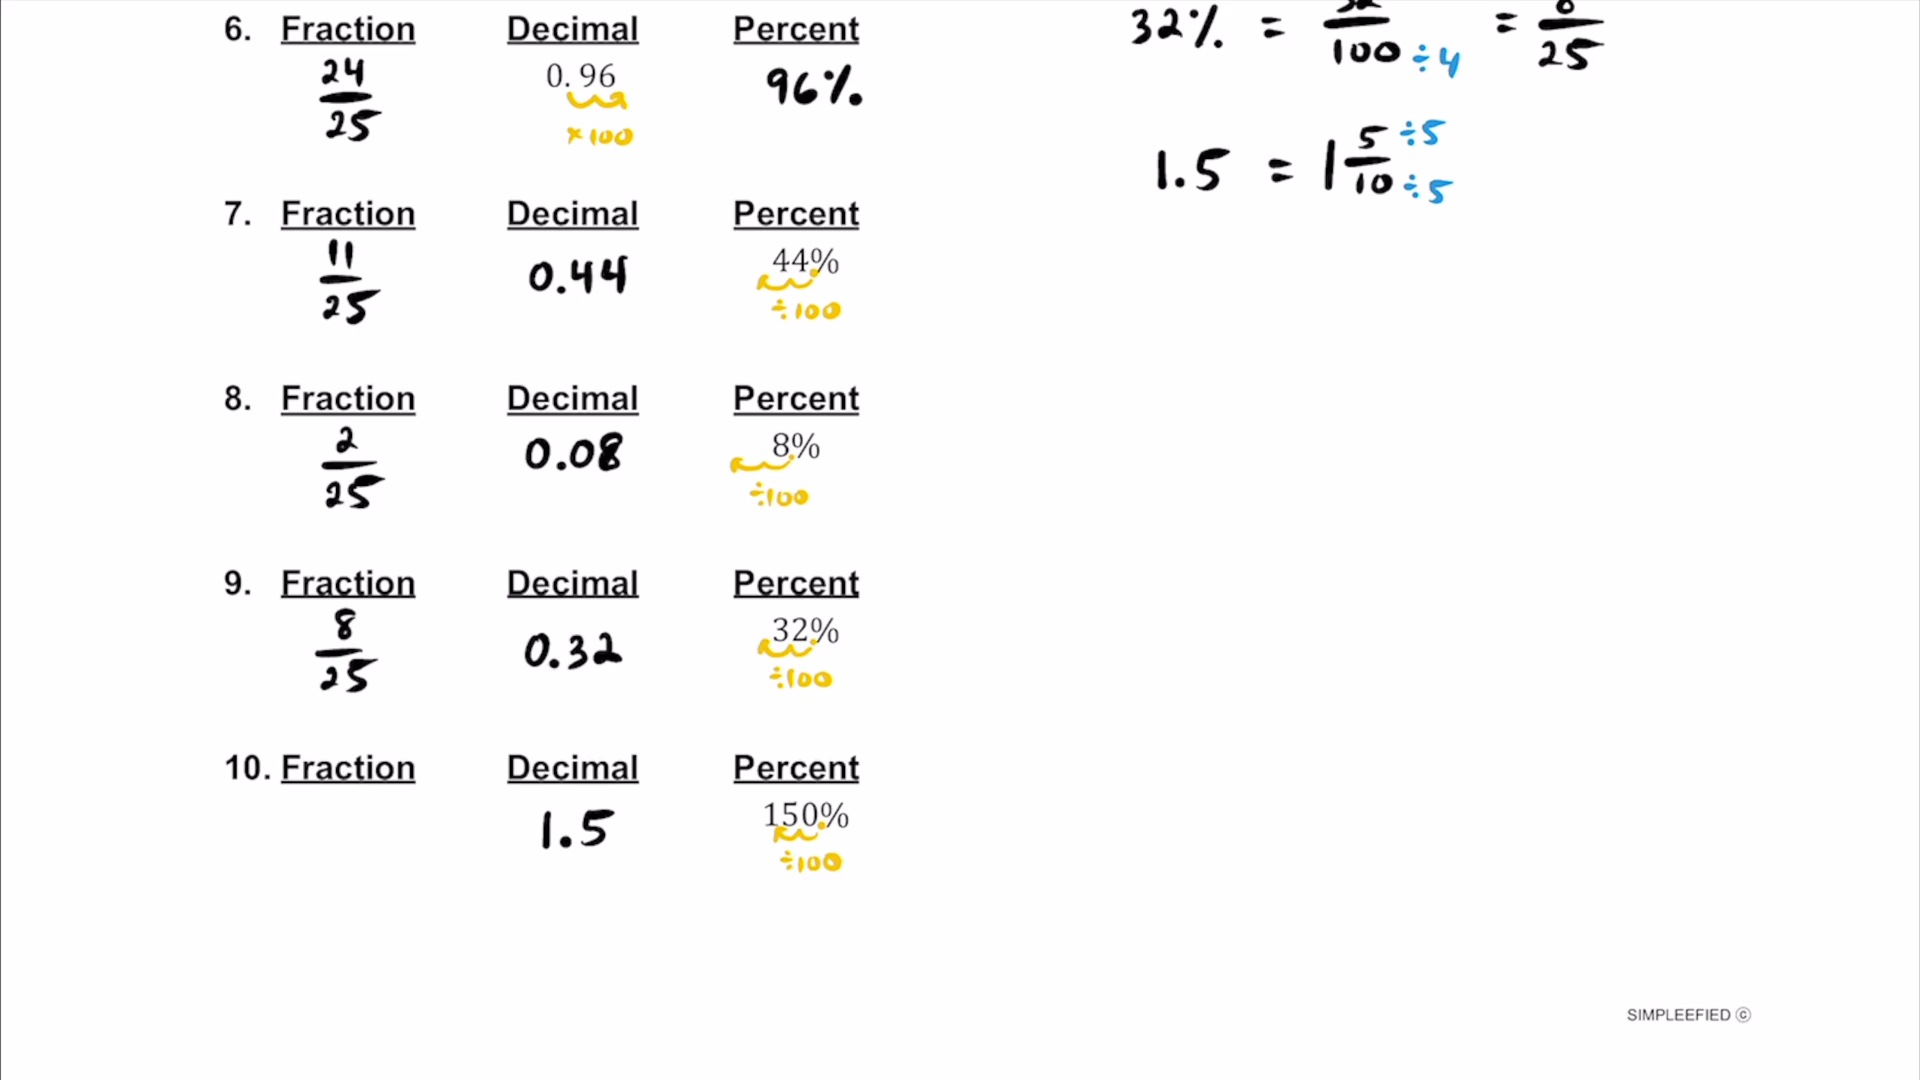 6. Fraction Decimal Percent
24/25 0.96 96%
×100
7. Fraction Decimal Percent
11/25 0.44 44%
÷100
8. Fraction Decimal Percent
2/25 0.08 8%
÷100
9. Fraction Decimal Percent
8/25 0.32 32%
÷100
10. Fraction Decimal Percent
1.5 150%
÷100
32% = 32/100 ÷4 = 8/25
1.5 = 1 5/10 ÷5 ÷5
SIMPLEEFIED ©